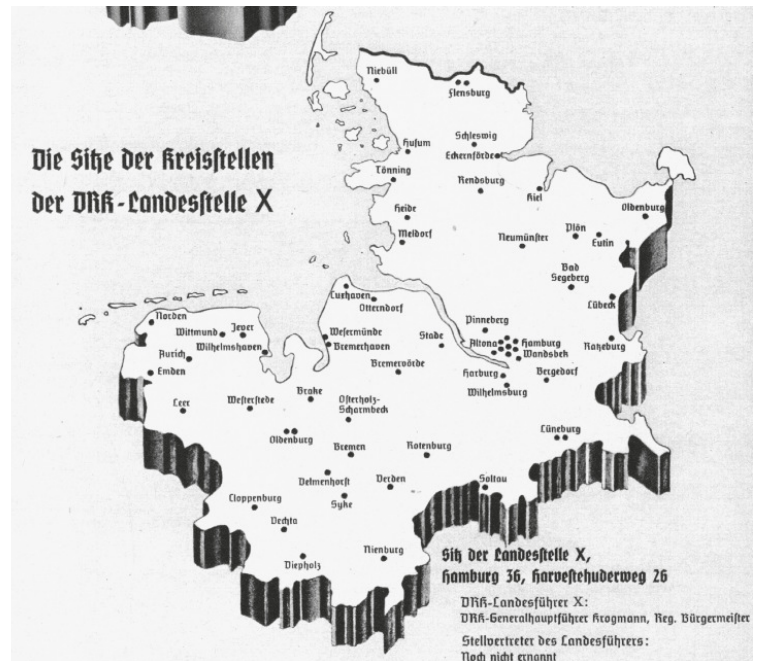 Die Sitze der Kreisstellen
der DRK-Landesstelle X
Niebüll
Flensburg
Schleswig
Husum
Eckernförde
Tönning
Rendsburg
Kiel
Oldenburg
Heide
Plön
Meldorf
Neumünster
Eutin
Bad
Segeberg
Cuxhaven
Otterndorf
Lübeck
Norden
Wittmund
Jever
Wesermünde
Pinneberg
Wilhelmshaven
Bremerhaven
Stade
Altona
Hamburg
Wandsbek
Ratzeburg
Aurich
Emden
Bremervörde
Harburg
Bergedorf
Wilhelmsburg
Leer
Westerstede
Brake
Osterholz-
Scharmbeck
Oldenburg
Lüneburg
Bremen
Rotenburg
Delmenhorst
Verden
Soltau
Cloppenburg
Syke
Vechta
Diepholz
Nienburg
Sitz der Landesstelle X,
Hamburg 36, Harvestehuderweg 26
DRK-Landesführer X:
DRK-Generalhauptführer Krogmann, Reg. Bürgermeister
Stellvertreter des Landesführers:
Noch nicht ernannt